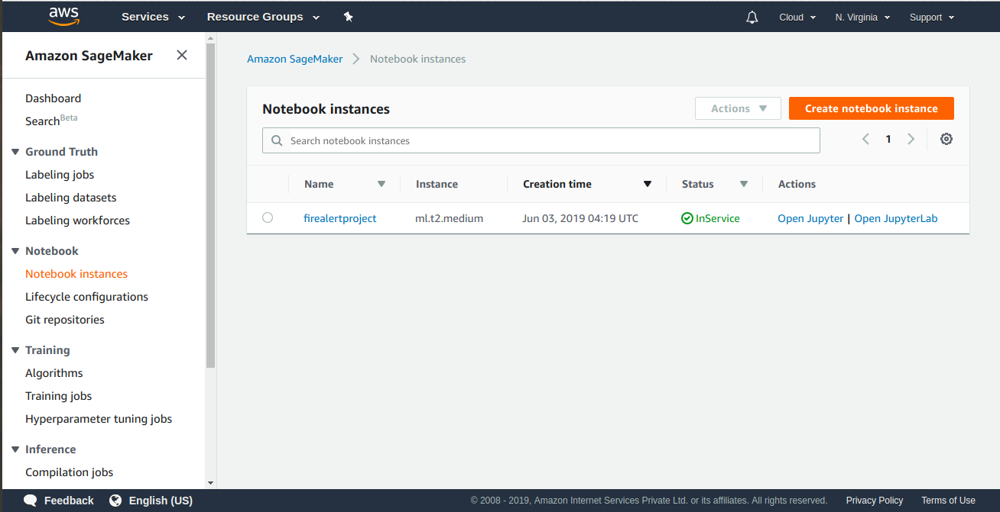 aws Services Resource Groups Cloud N. Virginia Support
Amazon SageMaker
Dashboard
Search Beta
Ground Truth
Labeling jobs
Labeling datasets
Labeling workforces
Notebook
Notebook instances
Lifecycle configurations
Git repositories
Training
Algorithms
Training jobs
Hyperparameter tuning jobs
Inference
Compilation jobs
Amazon SageMaker Notebook instances
Notebook instances Actions Create notebook instance
Search notebook instances 1
Name Instance Creation time Status Actions
firealertproject ml.t2.medium Jun 03, 2019 04:19 UTC InService Open Jupyter | Open JupyterLab
Feedback English (US) © 2008 - 2019, Amazon Internet Services Private Ltd. or its affiliates. All rights reserved. Privacy Policy Terms of Use